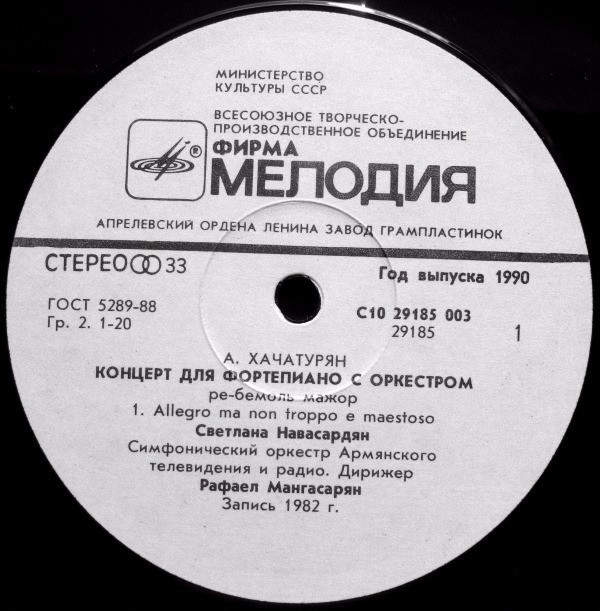 МИНИСТЕРСТВО
КУЛЬТУРЫ СССР
ВСЕСОЮЗНОЕ ТВОРЧЕСКО-
ПРОИЗВОДСТВЕННОЕ ОБЪЕДИНЕНИЕ
®
ФИРМА
МЕЛОДИЯ
АПРЕЛЕВСКИЙ ОРДЕНА ЛЕНИНА ЗАВОД ГРАМПЛАСТИНОК
СТЕРЕО 33
Год выпуска 1990
ГОСТ 5289-88
Гр. 2. 1-20
С10 29185 003
29185
1
А. ХАЧАТУРЯН
КОНЦЕРТ ДЛЯ ФОРТЕПИАНО С ОРКЕСТРОМ
ре-бемоль мажор
1. Allegro ma non troppo e maestoso
Светлана Навасардян
Симфонический оркестр Армянского
телевидения и радио. Дирижер
Рафаел Мангасарян
Запись 1982 г.